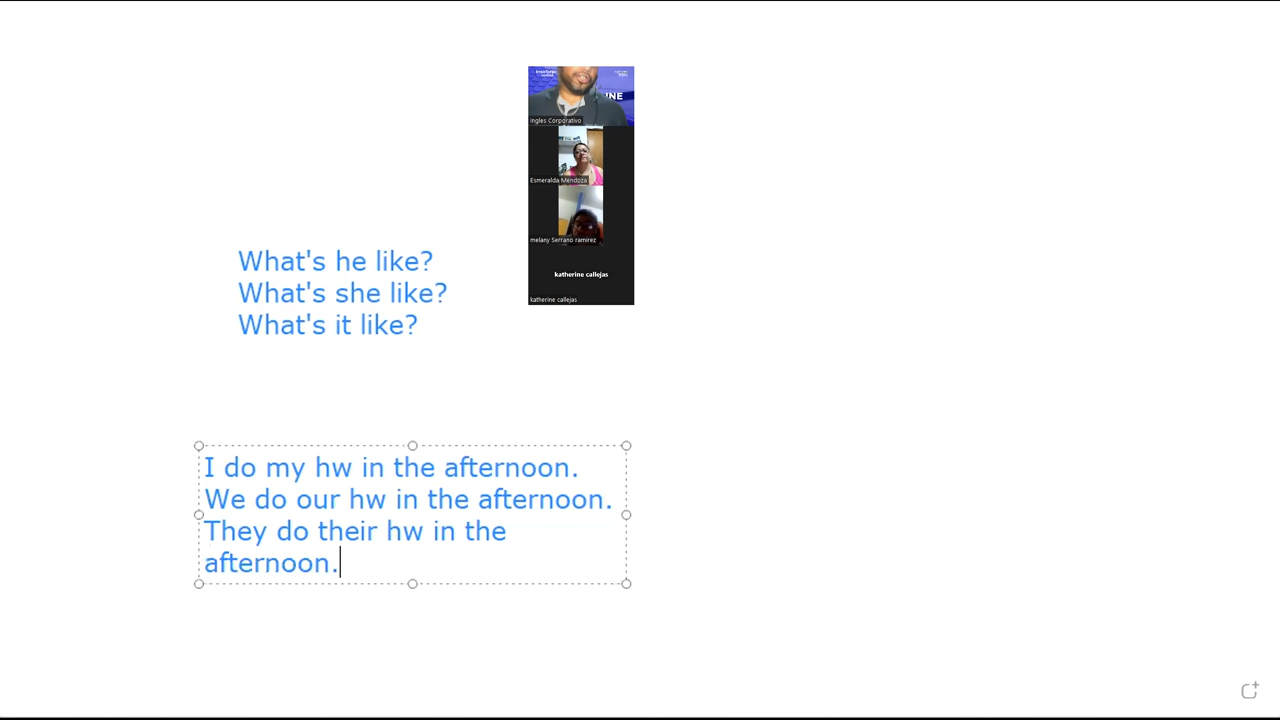 INE
Ingles Corporativo
Esmeralda Mendoza
melany Serrano ramirez
katherine callejas
katherine callejas
What's he like?
What's she like?
What's it like?
I do my hw in the afternoon.
We do our hw in the afternoon.
They do their hw in the
afternoon.